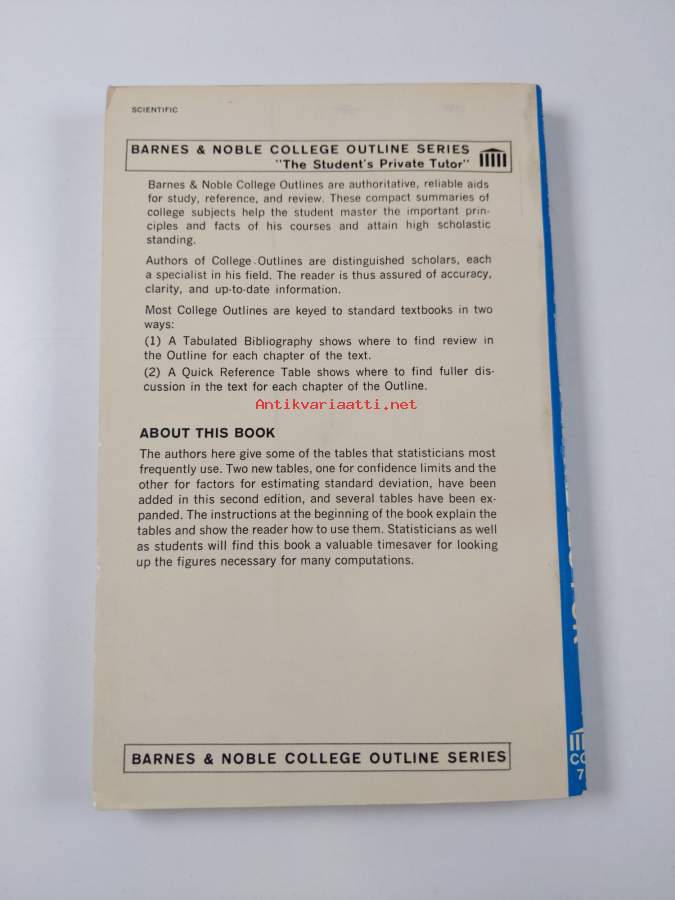 SCIENTIFIC
BARNES & NOBLE COLLEGE OUTLINE SERIES
"The Student's Private Tutor"
Barnes & Noble College Outlines are authoritative, reliable aids
for study, reference, and review. These compact summaries of
college subjects help the student master the important prin-
ciples and facts of his courses and attain high scholastic
standing.
Authors of College Outlines are distinguished scholars, each
a specialist in his field. The reader is thus assured of accuracy,
clarity, and up-to-date information.
Most College Outlines are keyed to standard textbooks in two
ways:
(1) A Tabulated Bibliography shows where to find review in
the Outline for each chapter of the text.
(2) A Quick Reference Table shows where to find fuller dis-
cussion in the text for each chapter of the Outline.
Antikvariaatti.net
ABOUT THIS BOOK
The authors here give some of the tables that statisticians most
frequently use. Two new tables, one for confidence limits and the
other for factors for estimating standard deviation, have been
added in this second edition, and several tables have been ex-
panded. The instructions at the beginning of the book explain the
tables and show the reader how to use them. Statisticians as well
as students will find this book a valuable timesaver for looking
up the figures necessary for many computations.
BARNES & NOBLE COLLEGE OUTLINE SERIES